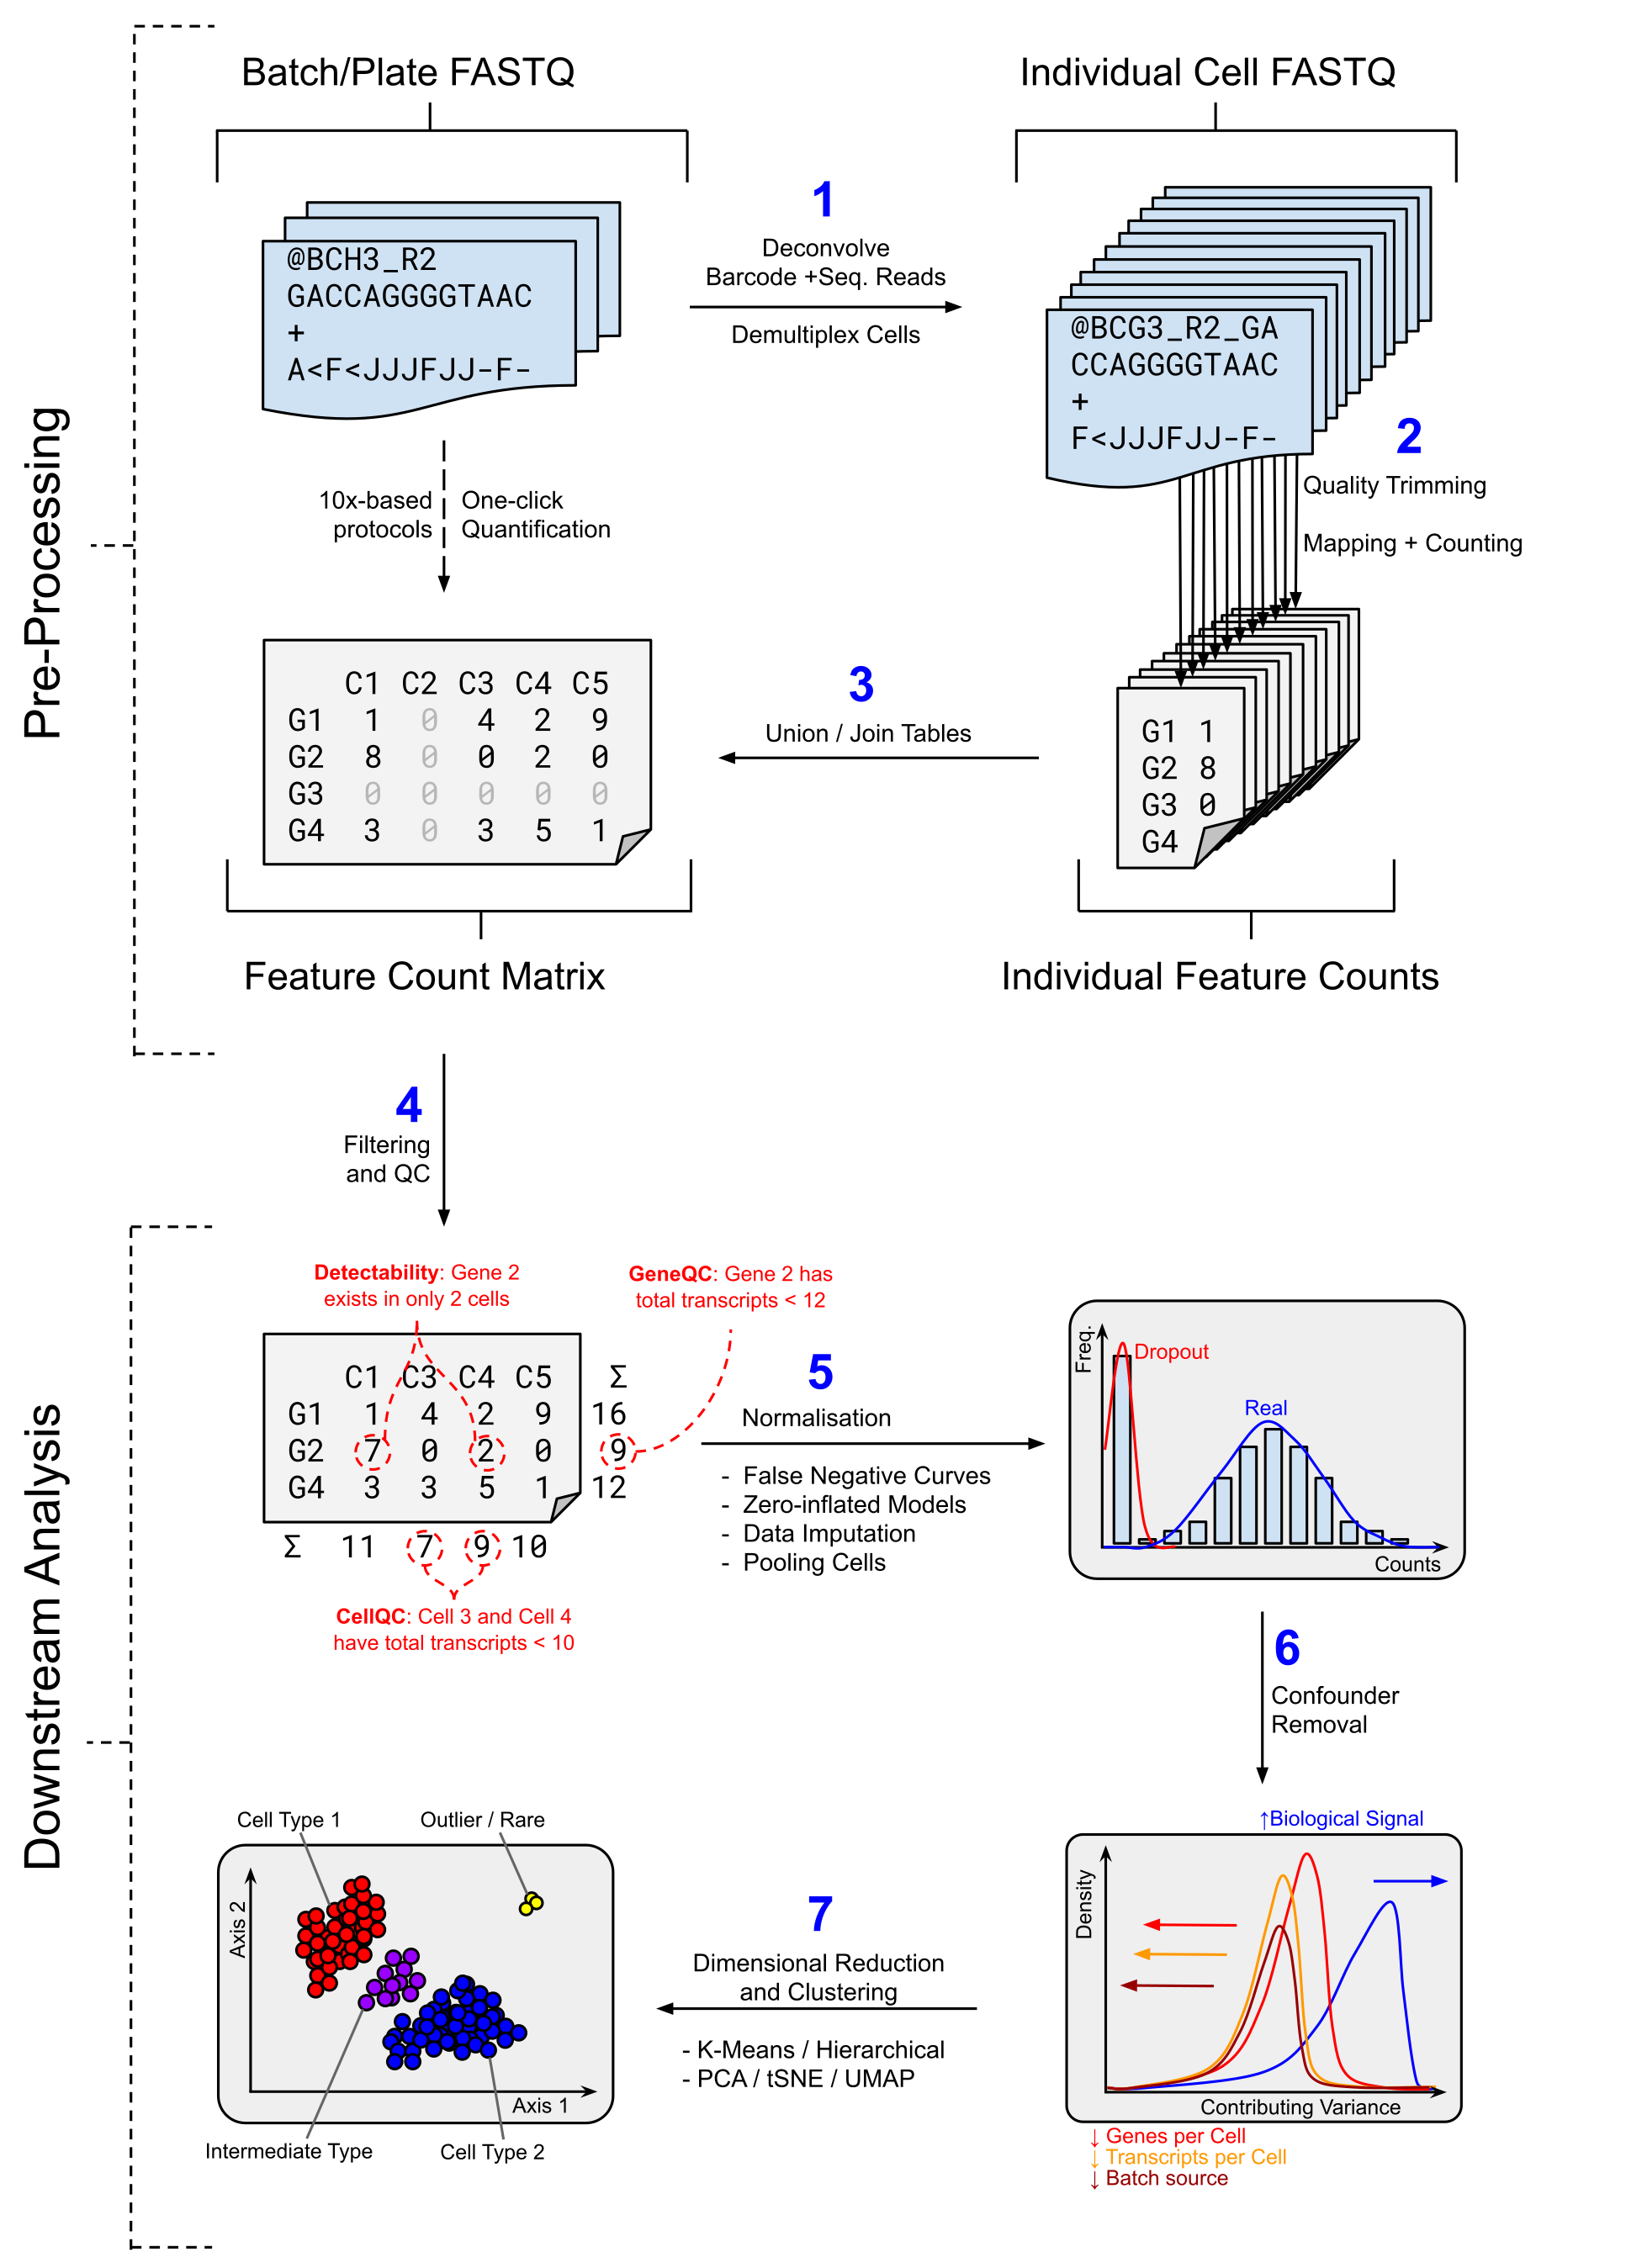 Pre-Processing
Batch/Plate FASTQ
@BCH3_R2
GACCAGGGGTAAC
+
A<F<JJJFJJ-F-
1
Deconvolve
Barcode +Seq. Reads
Demultiplex Cells
Individual Cell FASTQ
@BCG3_R2_GA
CCAGGGGTAAC
+
F<JJJFJJ-F-
2
Quality Trimming
Mapping + Counting
10x-based
protocols
One-click
Quantification
C1 C2 C3 C4 C5
G1 1 0 4 2 9
G2 8 0 0 2 0
G3 0 0 0 0 0
G4 3 0 3 5 1
3
Union / Join Tables
G1 1
G2 8
G3 0
G4
Feature Count Matrix
Individual Feature Counts
4
Filtering
and QC
Downstream Analysis
Detectability: Gene 2
exists in only 2 cells
GeneQC: Gene 2 has
total transcripts < 12
C1 C3 C4 C5 Σ
G1 1 4 2 9 16
G2 7 0 2 0 9
G4 3 3 5 1 12
Σ 11 7 9 10
CellQC: Cell 3 and Cell 4
have total transcripts < 10
5
Normalisation
- False Negative Curves
- Zero-inflated Models
- Data Imputation
- Pooling Cells
Freq.
Dropout
Real
Counts
6
Confounder
Removal
↑Biological Signal
Density
Contributing Variance
↓ Genes per Cell
↓ Transcripts per Cell
↓ Batch source
7
Dimensional Reduction
and Clustering
- K-Means / Hierarchical
- PCA / tSNE / UMAP
Cell Type 1
Outlier / Rare
Axis 2
Axis 1
Intermediate Type
Cell Type 2